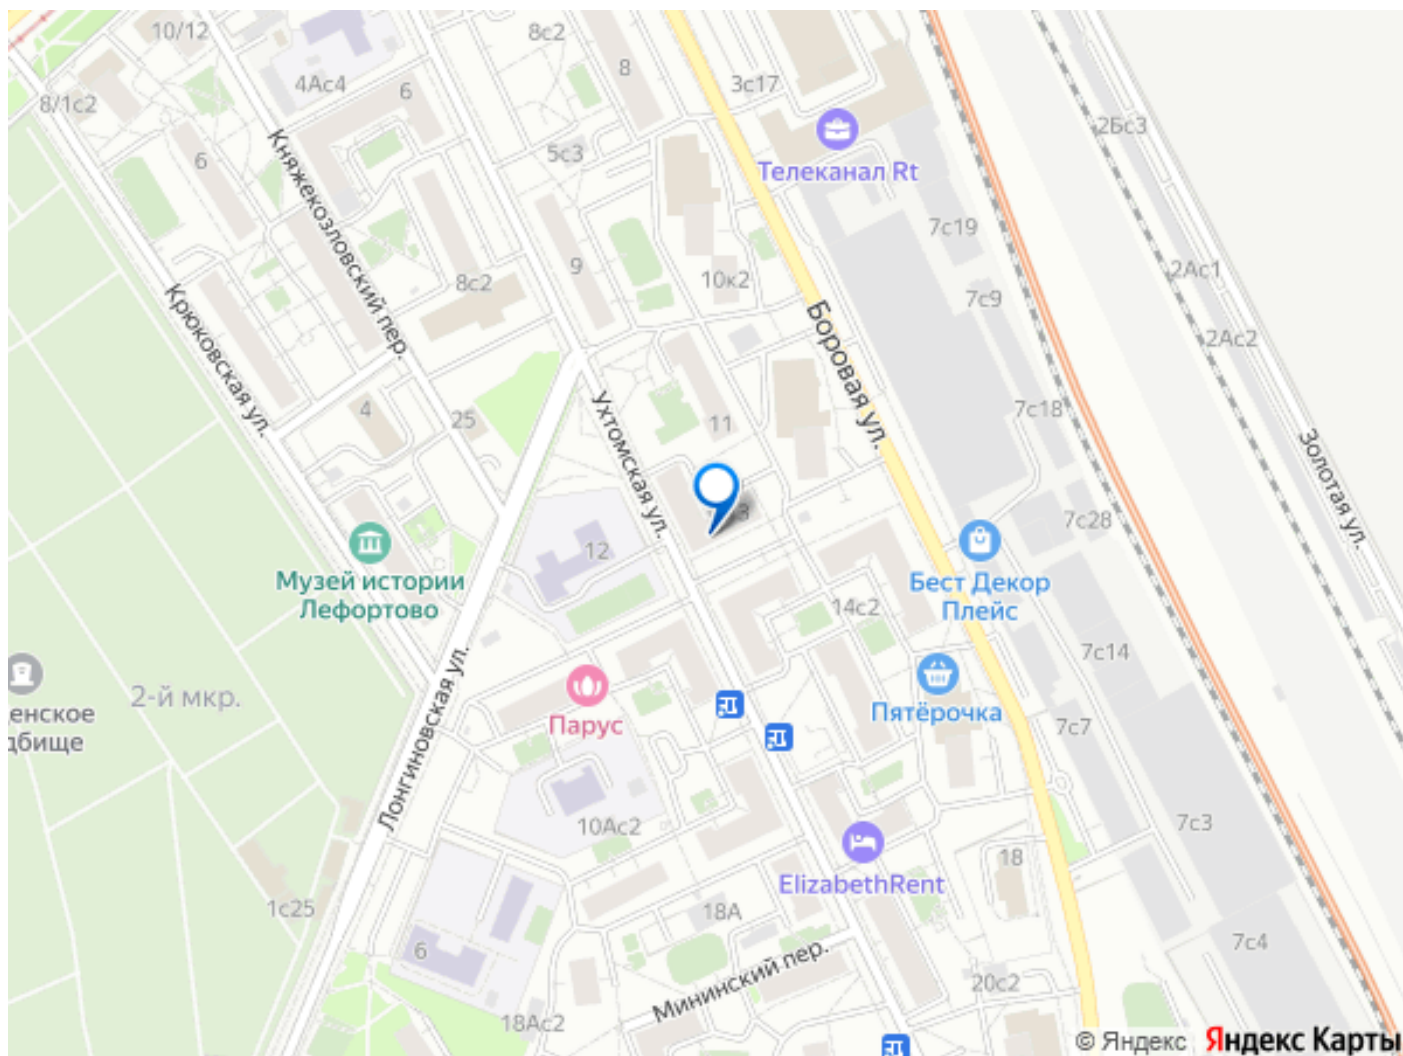 10/12
8с2
8
3с17
4Ас4
6
8/1с2
2Бс3
5с3
6
Телеканал Rt
Княжекозловский пер.
7с19
9
8с2
10к2
2Ас1
7с9
Крюковская ул.
Боровая ул.
2Ас2
4
25
Ухтомская ул.
11
7с18
Золотая ул.
7с28
12
Музей истории
Лефортово
Бест Декор
Плейс
14с2
7с14
Лонгиновская ул.
2-й мкр.
енское
дбище
Парус
Пятёрочка
7с7
10Ас2
7с3
ElizabethRent
18
1с25
18А
6
Мининский пер.
7с4
20с2
18Ас2
© Яндекс Яндекс Карты